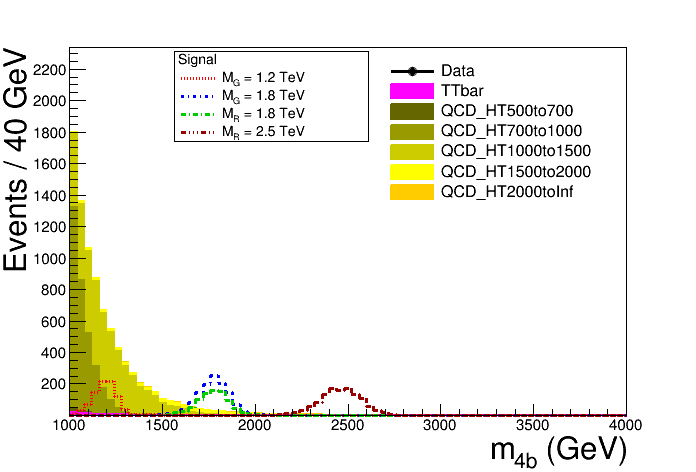 Events / 40 GeV
2200
2000
1800
1600
1400
1200
1000
800
600
400
200
Signal
M_G = 1.2 TeV
M_G = 1.8 TeV
M_R = 1.8 TeV
M_R = 2.5 TeV
Data
TTbar
QCD_HT500to700
QCD_HT700to1000
QCD_HT1000to1500
QCD_HT1500to2000
QCD_HT2000toInf
1000 1500 2000 2500 3000 3500 4000
m_4b (GeV)